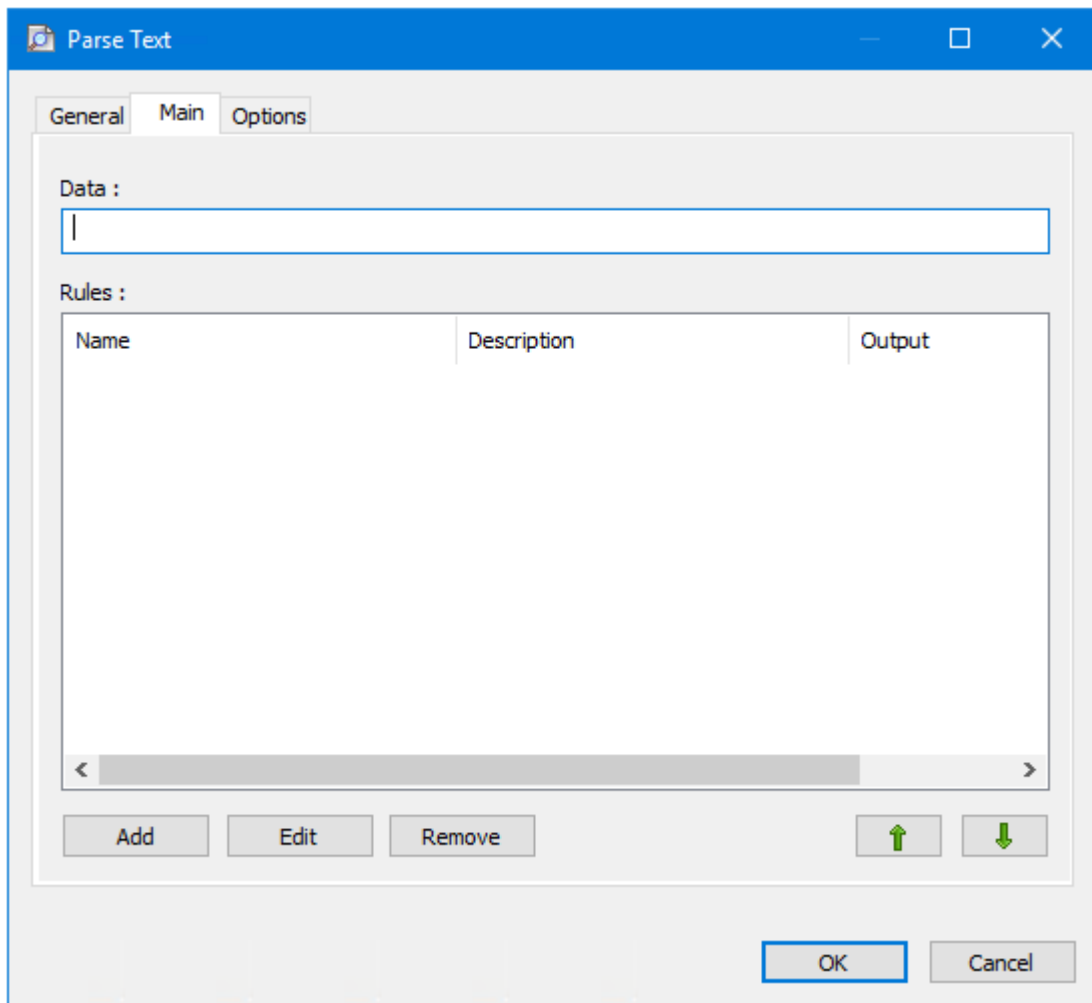 Parse Text
General Main Options
Data :
Rules :
Name Description Output
Add Edit Remove
OK Cancel